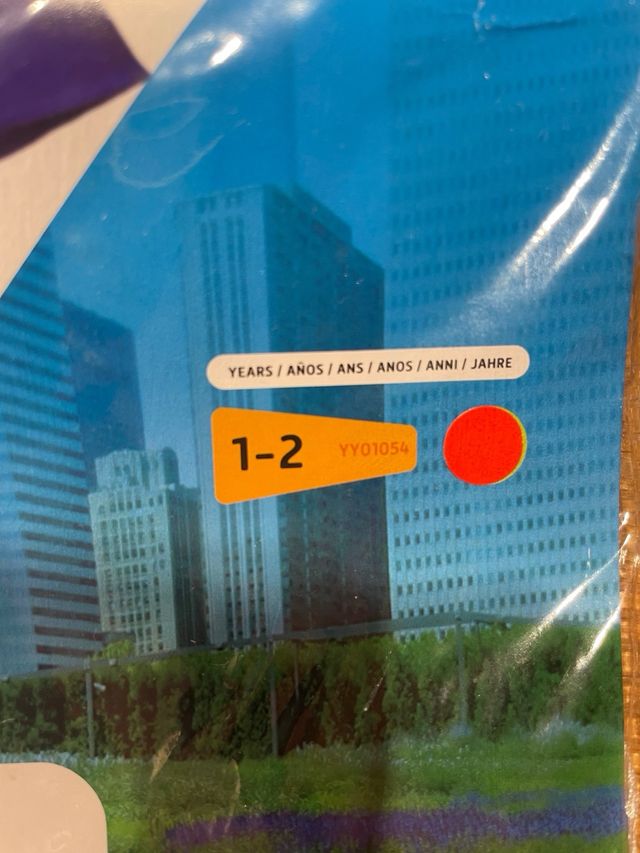 YEARS / AÑOS / ANS / ANOS / ANNI / JAHRE
1-2 YY01054